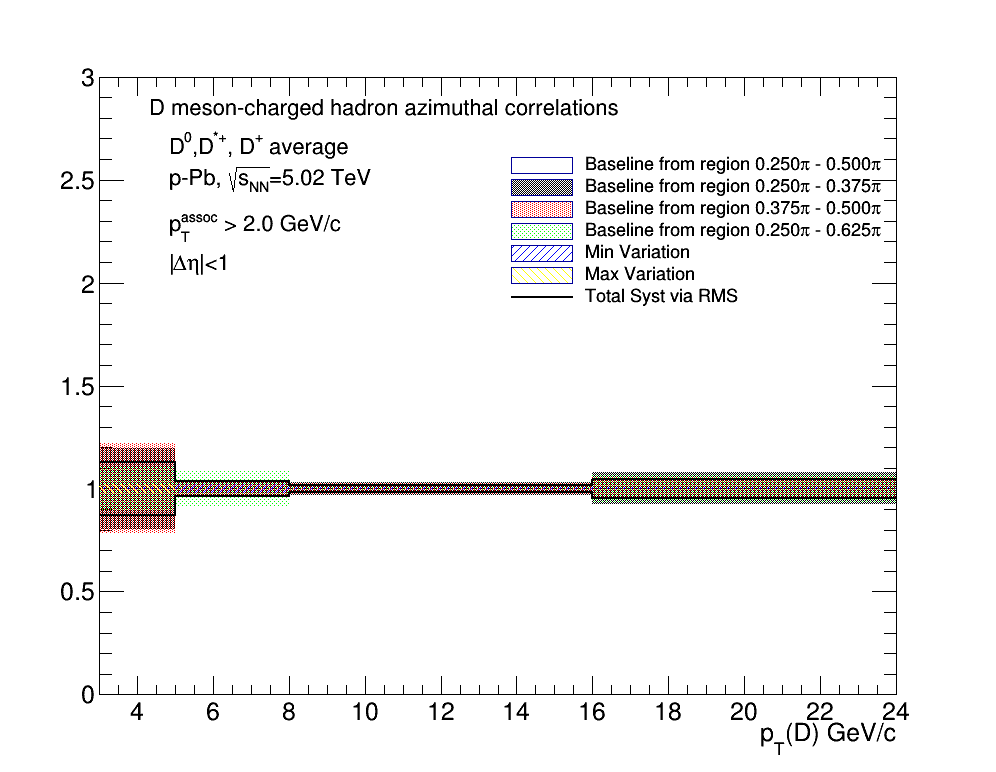 D meson-charged hadron azimuthal correlations
D⁰,D*⁺, D⁺ average
p-Pb, √sNN=5.02 TeV
pTassoc > 2.0 GeV/c
|Δη|<1
Baseline from region 0.250π - 0.500π
Baseline from region 0.250π - 0.375π
Baseline from region 0.375π - 0.500π
Baseline from region 0.250π - 0.625π
Min Variation
Max Variation
Total Syst via RMS
3
2.5
2
1.5
1
0.5
0
4 6 8 10 12 14 16 18 20 22 24
pT(D) GeV/c